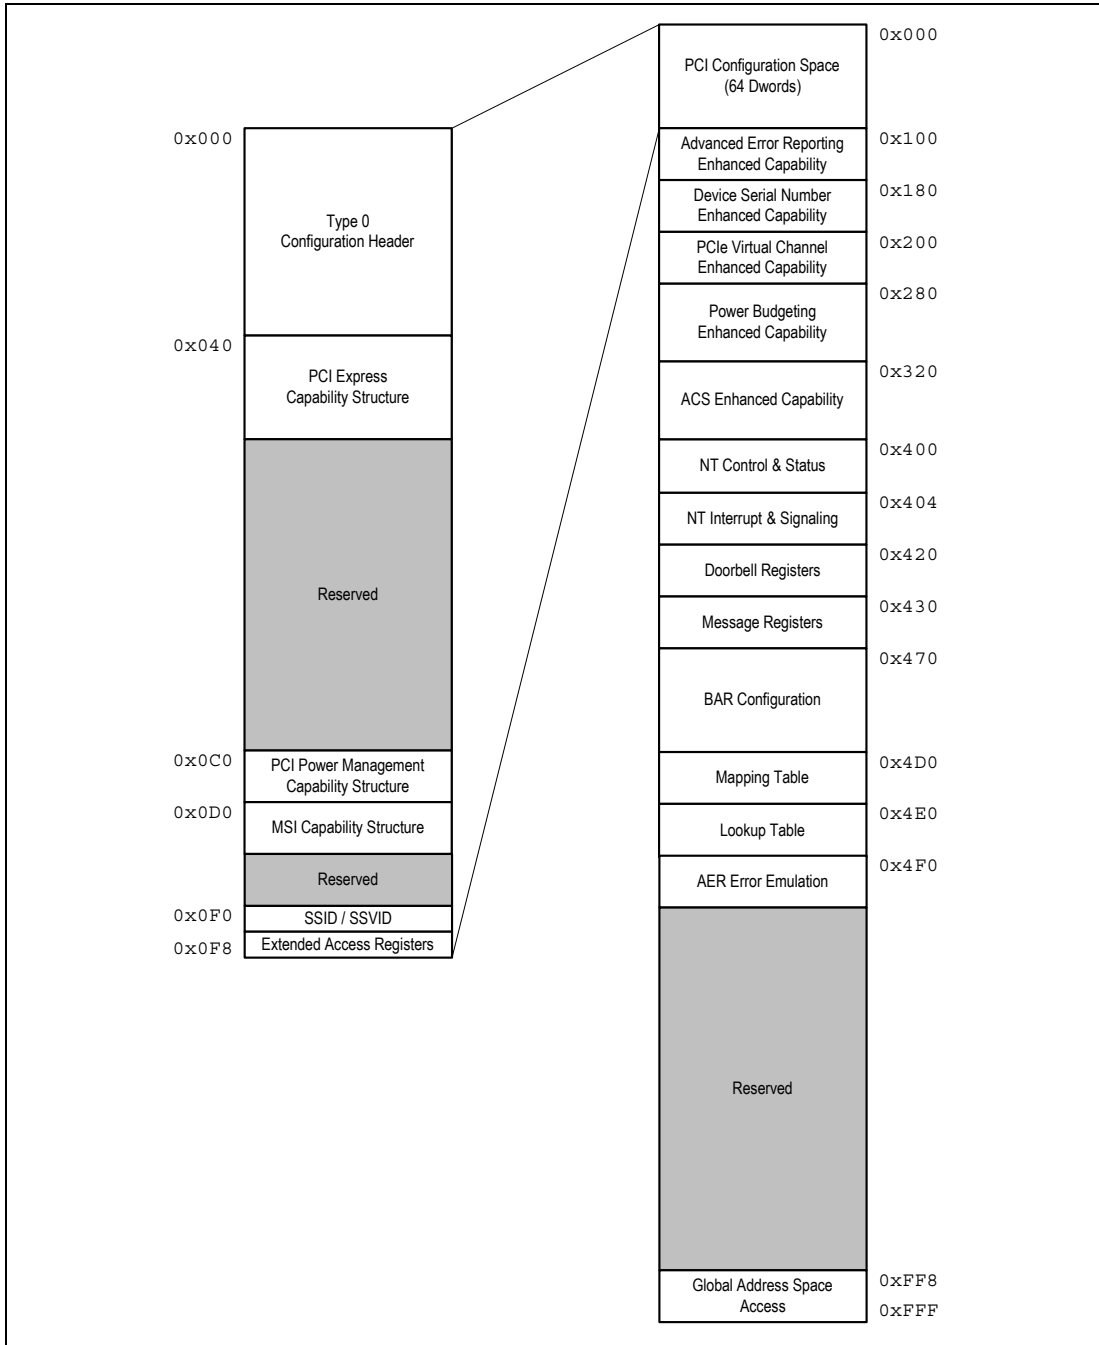 0x000
Type 0
Configuration Header
0x040
PCI Express
Capability Structure
Reserved
0x0C0
PCI Power Management
Capability Structure
0x0D0
MSI Capability Structure
Reserved
0x0F0
SSID / SSVID
0x0F8
Extended Access Registers
0x000
PCI Configuration Space
(64 Dwords)
0x100
Advanced Error Reporting
Enhanced Capability
0x180
Device Serial Number
Enhanced Capability
0x200
PCIe Virtual Channel
Enhanced Capability
0x280
Power Budgeting
Enhanced Capability
0x320
ACS Enhanced Capability
0x400
NT Control & Status
0x404
NT Interrupt & Signaling
0x420
Doorbell Registers
0x430
Message Registers
0x470
BAR Configuration
0x4D0
Mapping Table
0x4E0
Lookup Table
0x4F0
AER Error Emulation
Reserved
0xFF8
Global Address Space
Access
0xFFF